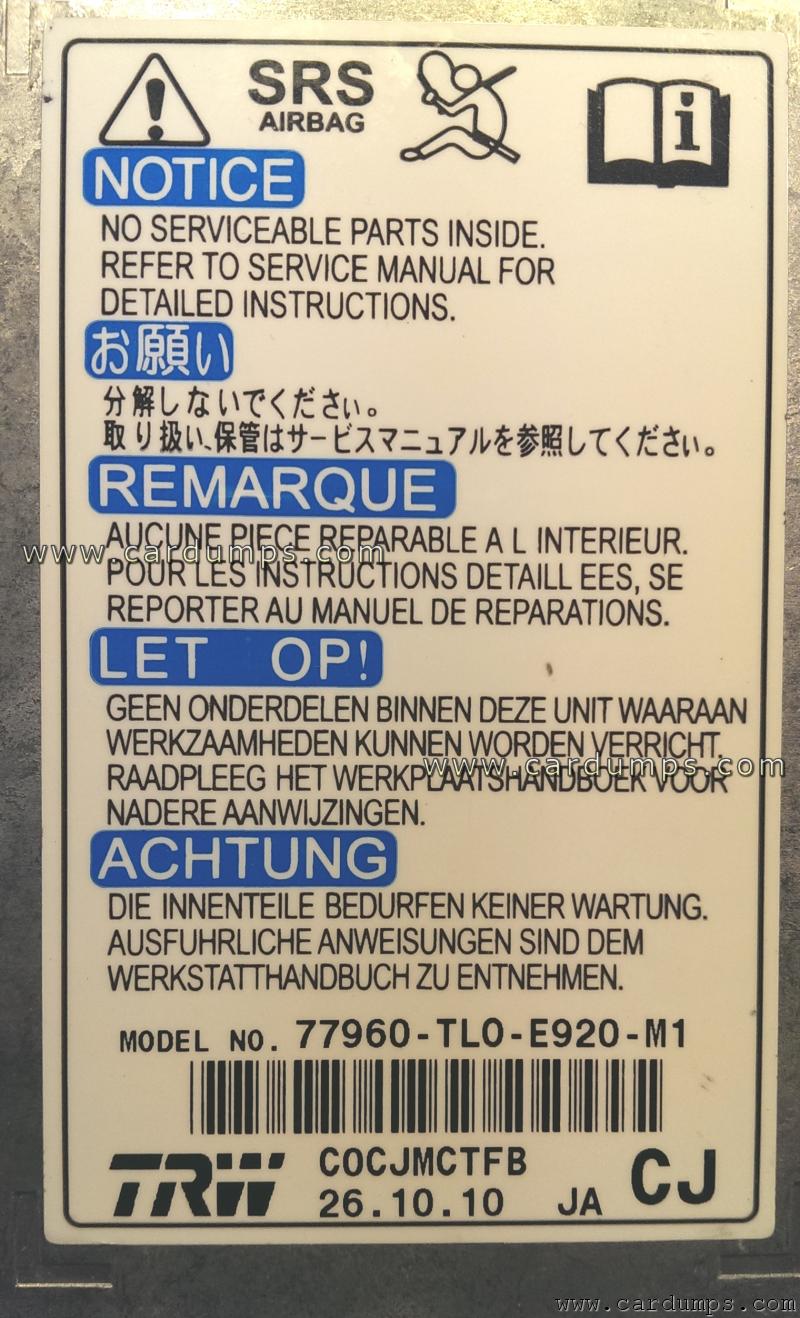 SRS
AIRBAG
i
NOTICE
NO SERVICEABLE PARTS INSIDE.
REFER TO SERVICE MANUAL FOR
DETAILED INSTRUCTIONS.
お願い
分解しないでください。
取り扱い、保管はサービスマニュアルを参照してください。
REMARQUE
AUCUNE PIECE REPARABLE A L INTERIEUR.
www.cardumps.com
POUR LES INSTRUCTIONS DETAILL EES, SE
REPORTER AU MANUEL DE REPARATIONS.
LET OP!
GEEN ONDERDELEN BINNEN DEZE UNIT WAARAAN
WERKZAAMHEDEN KUNNEN WORDEN VERRICHT.
www.cardumps.com
RAADPLEEG HET WERKPLAATSHANDBOEK VOOR
NADERE AANWIJZINGEN.
ACHTUNG
DIE INNENTEILE BEDURFEN KEINER WARTUNG.
AUSFUHRLICHE ANWEISUNGEN SIND DEM
WERKSTATTHANDBUCH ZU ENTNEHMEN.
MODEL NO. 77960-TL0-E920-M1
TRW COCJMCTFB
26.10.10 JA CJ
www.cardumps.com